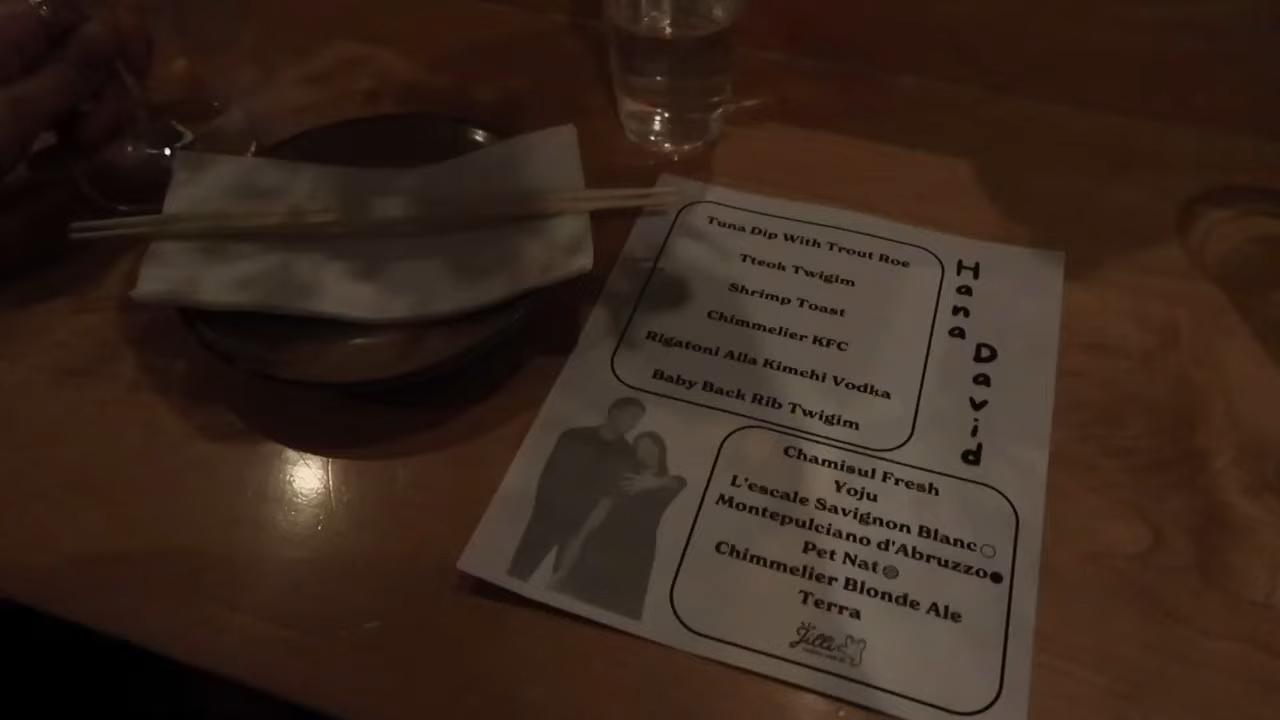 Tuna Dip With Trout Roe
Tteok Twigim
Shrimp Toast
Chimmelier KFC
Rigatoni Alla Kimchi Vodka
Baby Back Rib Twigim
Hana
David
Chamisul Fresh
Yoju
L'escale Savignon Blanc
Montepulciano d'Abruzzo
Pet Nat
Chimmelier Blonde Ale
Terra
Jilli